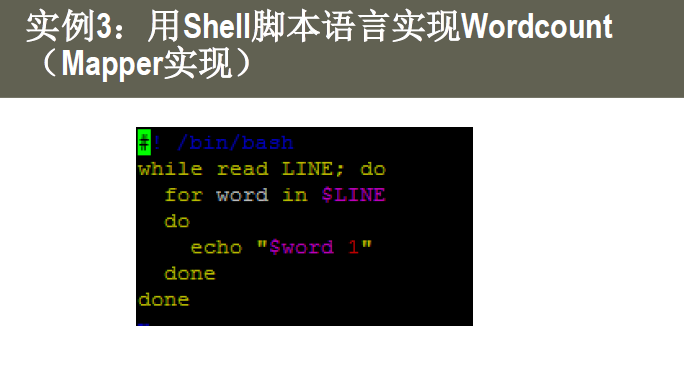 实例3：用Shell脚本语言实现Wordcount
（Mapper实现）
#! /bin/bash
while read LINE; do
  for word in $LINE
  do
    echo "$word 1"
  done
done